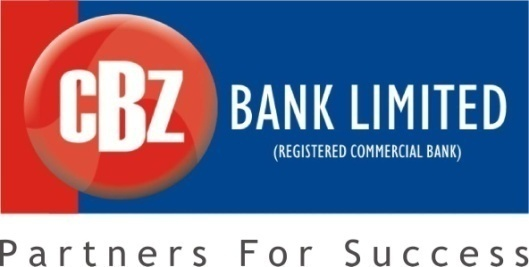 CBZ
BANK LIMITED
(REGISTERED COMMERCIAL BANK)
Partners For Success